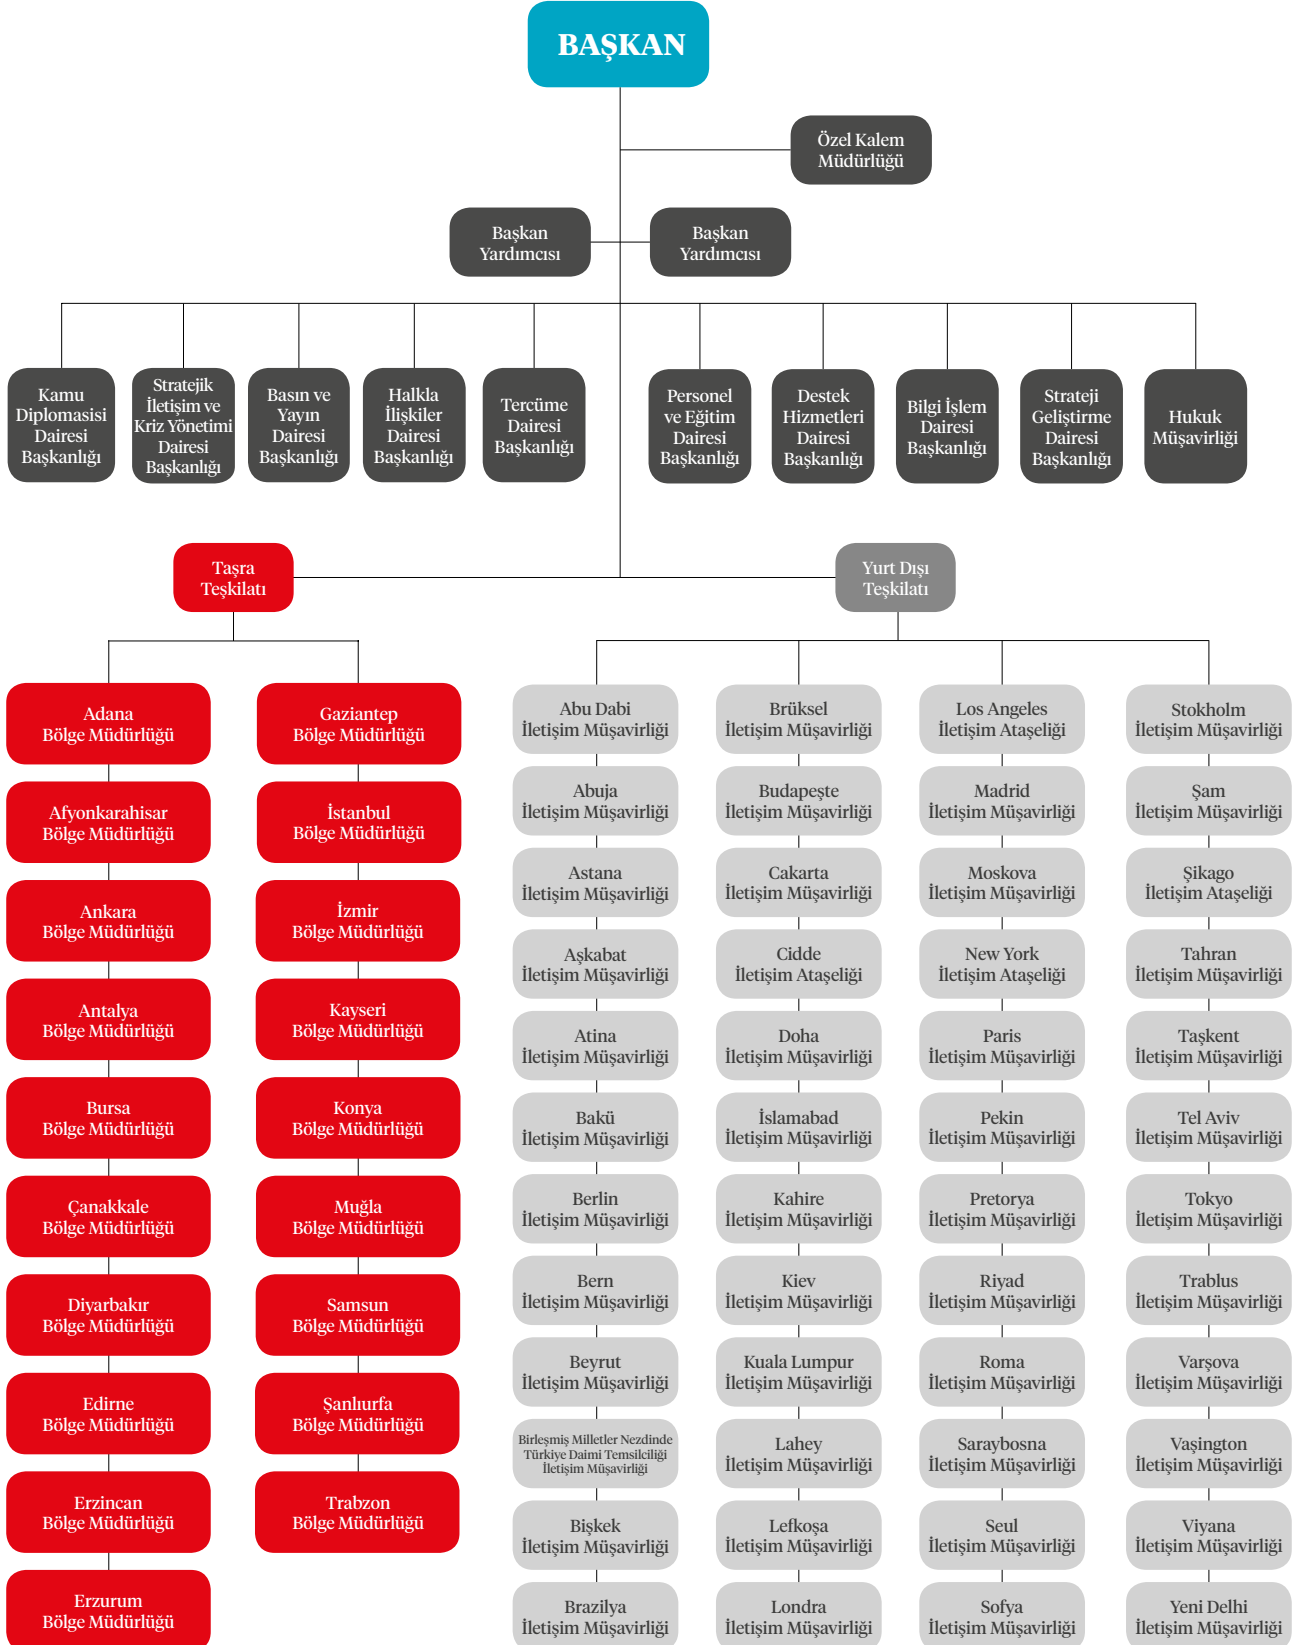 BAŞKAN
Özel Kalem
Müdürlüğü
Başkan
Yardımcısı
Başkan
Yardımcısı
Kamu
Diplomasisi
Dairesi
Başkanlığı
Stratejik
İletişim ve
Kriz Yönetimi
Dairesi
Başkanlığı
Basın ve
Yayın
Dairesi
Başkanlığı
Halkla
İlişkiler
Dairesi
Başkanlığı
Tercüme
Dairesi
Başkanlığı
Personel
ve Eğitim
Dairesi
Başkanlığı
Destek
Hizmetleri
Dairesi
Başkanlığı
Bilgi İşlem
Dairesi
Başkanlığı
Strateji
Geliştirme
Dairesi
Başkanlığı
Hukuk
Müşavirliği
Taşra
Teşkilatı
Yurt Dışı
Teşkilatı
Adana
Bölge Müdürlüğü
Afyonkarahisar
Bölge Müdürlüğü
Ankara
Bölge Müdürlüğü
Antalya
Bölge Müdürlüğü
Bursa
Bölge Müdürlüğü
Çanakkale
Bölge Müdürlüğü
Diyarbakır
Bölge Müdürlüğü
Edirne
Bölge Müdürlüğü
Erzincan
Bölge Müdürlüğü
Erzurum
Bölge Müdürlüğü
Gaziantep
Bölge Müdürlüğü
İstanbul
Bölge Müdürlüğü
İzmir
Bölge Müdürlüğü
Kayseri
Bölge Müdürlüğü
Konya
Bölge Müdürlüğü
Muğla
Bölge Müdürlüğü
Samsun
Bölge Müdürlüğü
Şanlıurfa
Bölge Müdürlüğü
Trabzon
Bölge Müdürlüğü
Abu Dabi
İletişim Müşavirliği
Abuja
İletişim Müşavirliği
Astana
İletişim Müşavirliği
Aşkabat
İletişim Müşavirliği
Atina
İletişim Müşavirliği
Bakü
İletişim Müşavirliği
Berlin
İletişim Müşavirliği
Bern
İletişim Müşavirliği
Beyrut
İletişim Müşavirliği
Birleşmiş Milletler Nezdinde
Türkiye Daimi Temsilciliği
İletişim Müşavirliği
Bişkek
İletişim Müşavirliği
Brazilya
İletişim Müşavirliği
Brüksel
İletişim Müşavirliği
Budapeşte
İletişim Müşavirliği
Cakarta
İletişim Müşavirliği
Cidde
İletişim Ataşeliği
Doha
İletişim Müşavirliği
İslamabad
İletişim Müşavirliği
Kahire
İletişim Müşavirliği
Kiev
İletişim Müşavirliği
Kuala Lumpur
İletişim Müşavirliği
Lahey
İletişim Müşavirliği
Lefkoşa
İletişim Müşavirliği
Londra
İletişim Müşavirliği
Los Angeles
İletişim Ataşeliği
Madrid
İletişim Müşavirliği
Moskova
İletişim Müşavirliği
New York
İletişim Ataşeliği
Paris
İletişim Müşavirliği
Pekin
İletişim Müşavirliği
Pretorya
İletişim Müşavirliği
Riyad
İletişim Müşavirliği
Roma
İletişim Müşavirliği
Saraybosna
İletişim Müşavirliği
Seul
İletişim Müşavirliği
Sofya
İletişim Müşavirliği
Stokholm
İletişim Müşavirliği
Şam
İletişim Müşavirliği
Şikago
İletişim Ataşeliği
Tahran
İletişim Müşavirliği
Taşkent
İletişim Müşavirliği
Tel Aviv
İletişim Müşavirliği
Tokyo
İletişim Müşavirliği
Trablus
İletişim Müşavirliği
Varşova
İletişim Müşavirliği
Vaşington
İletişim Müşavirliği
Viyana
İletişim Müşavirliği
Yeni Delhi
İletişim Müşavirliği